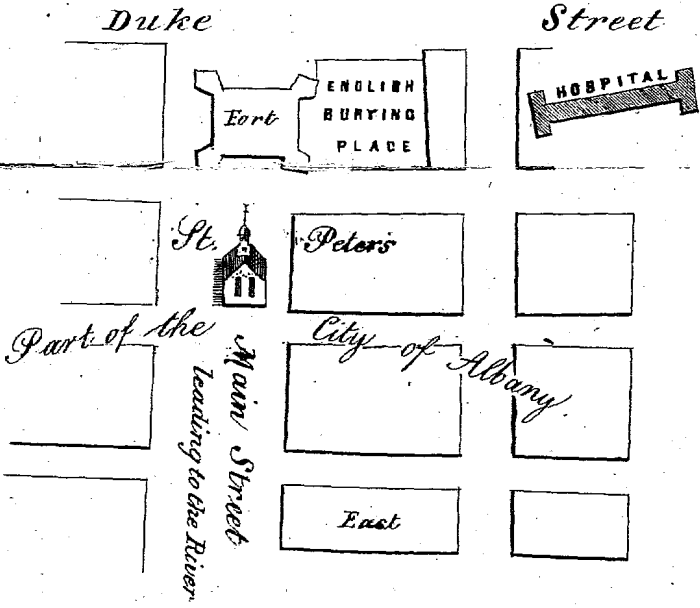 Duke Street
HOSPITAL
Fort
ENGLISH
BURYING
PLACE
St. Peters
Part of the City of Albany.
Main Street
leading to the River
East